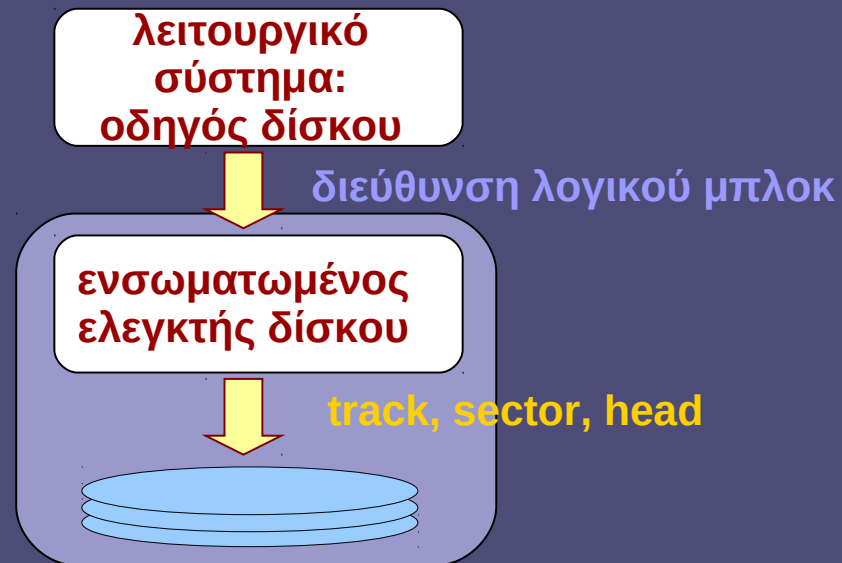 λειτουργικό
σύστημα:
οδηγός δίσκου
διεύθυνση λογικού μπλοκ
ενσωματωμένος
ελεγκτής δίσκου
track, sector, head